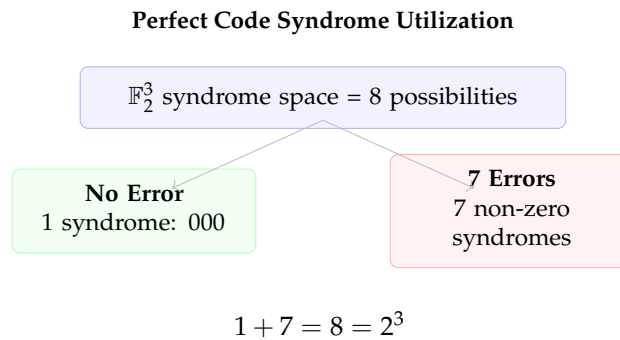 Perfect Code Syndrome Utilization
𝔽₂³ syndrome space = 8 possibilities
No Error
1 syndrome: 000
7 Errors
7 non-zero
syndromes
1 + 7 = 8 = 2³